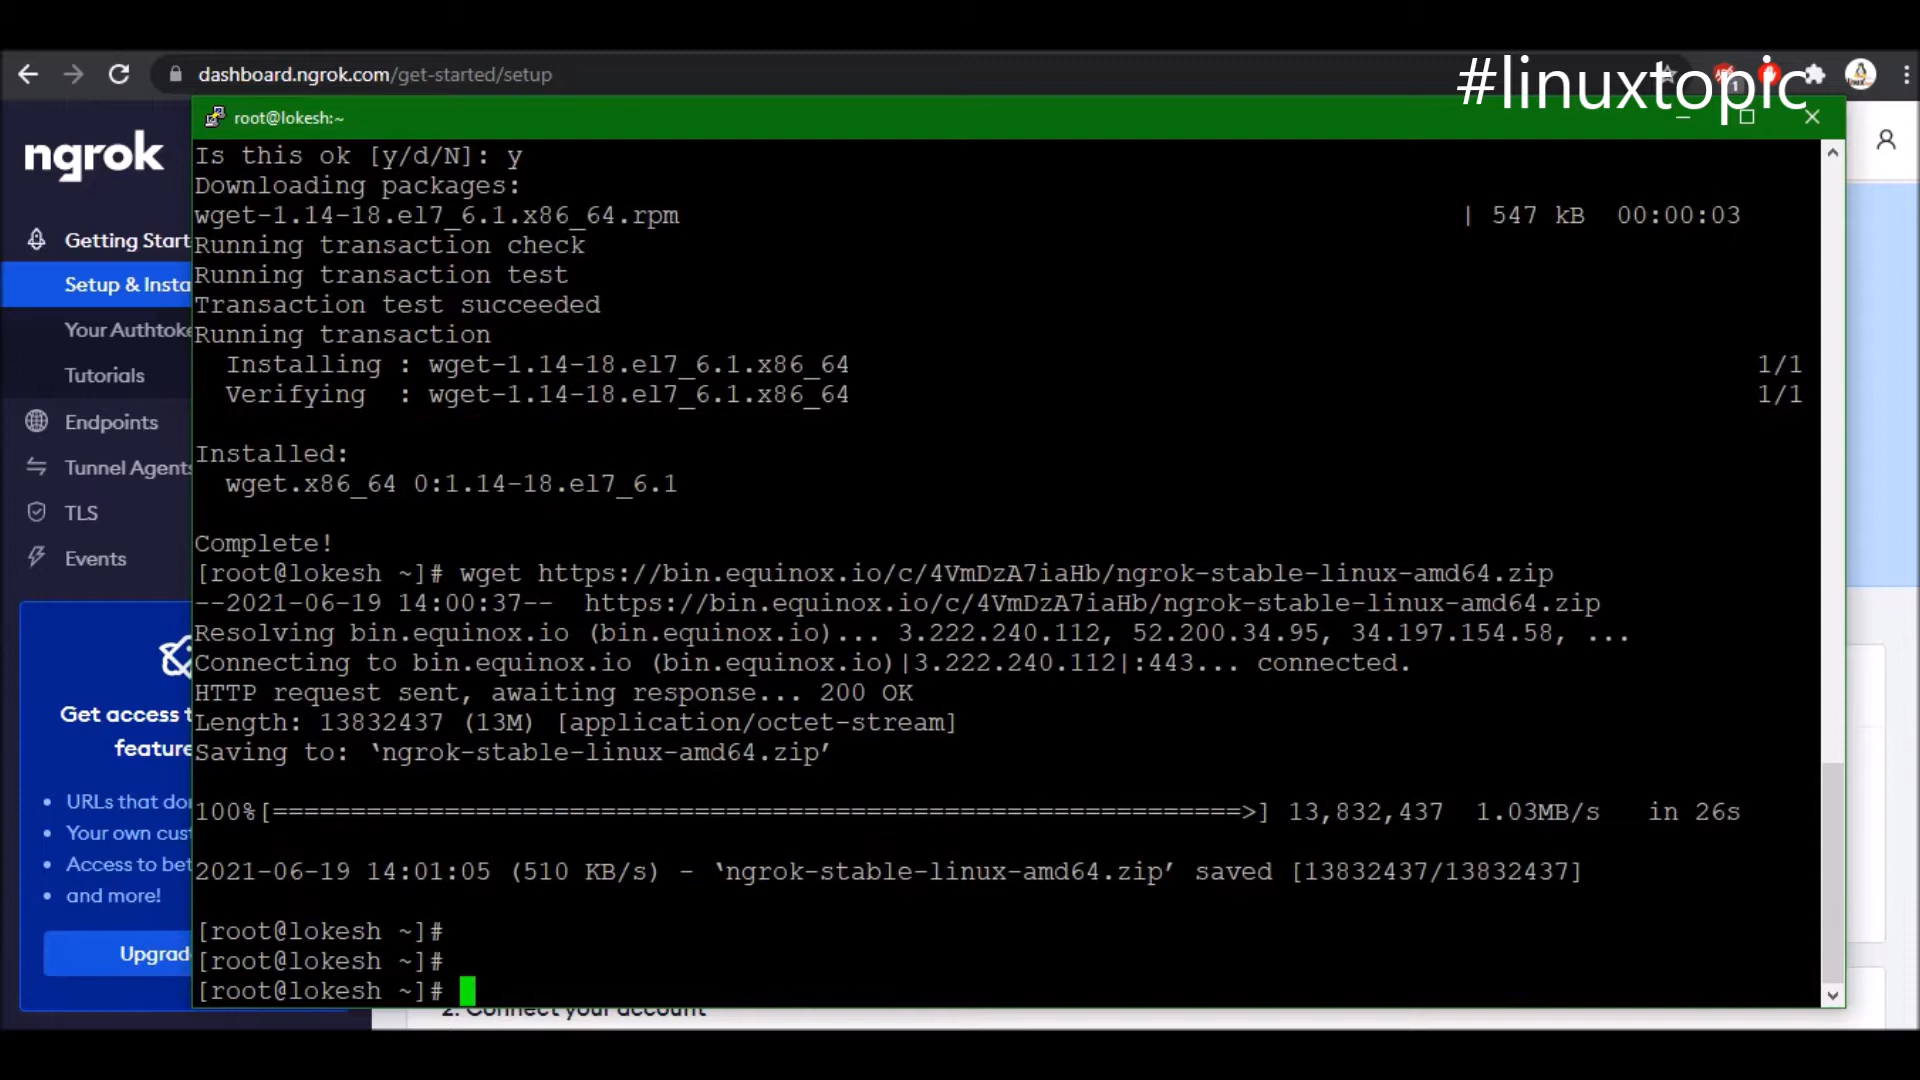 dashboard.ngrok.com/get-started/setup
#linuxtopic
root@lokesh:~
ngrok
Getting Start
Setup & Insta
Your Authtoke
Tutorials
Endpoints
Tunnel Agents
TLS
Events
Get access t
feature
URLs that do
Your own cust
Access to bet
and more!
Upgrad
Is this ok [y/d/N]: y
Downloading packages:
wget-1.14-18.el7_6.1.x86_64.rpm | 547 kB 00:00:03
Running transaction check
Running transaction test
Transaction test succeeded
Running transaction
Installing : wget-1.14-18.el7_6.1.x86_64 1/1
Verifying : wget-1.14-18.el7_6.1.x86_64 1/1
Installed:
wget.x86_64 0:1.14-18.el7_6.1
Complete!
[root@lokesh ~]# wget https://bin.equinox.io/c/4VmDzA7iaHb/ngrok-stable-linux-amd64.zip
--2021-06-19 14:00:37-- https://bin.equinox.io/c/4VmDzA7iaHb/ngrok-stable-linux-amd64.zip
Resolving bin.equinox.io (bin.equinox.io)... 3.222.240.112, 52.200.34.95, 34.197.154.58, ...
Connecting to bin.equinox.io (bin.equinox.io)|3.222.240.112|:443... connected.
HTTP request sent, awaiting response... 200 OK
Length: 13832437 (13M) [application/octet-stream]
Saving to: ‘ngrok-stable-linux-amd64.zip’
100%[==============================================================>] 13,832,437 1.03MB/s in 26s
2021-06-19 14:01:05 (510 KB/s) - ‘ngrok-stable-linux-amd64.zip’ saved [13832437/13832437]
[root@lokesh ~]#
[root@lokesh ~]#
[root@lokesh ~]#
2. Connect your account